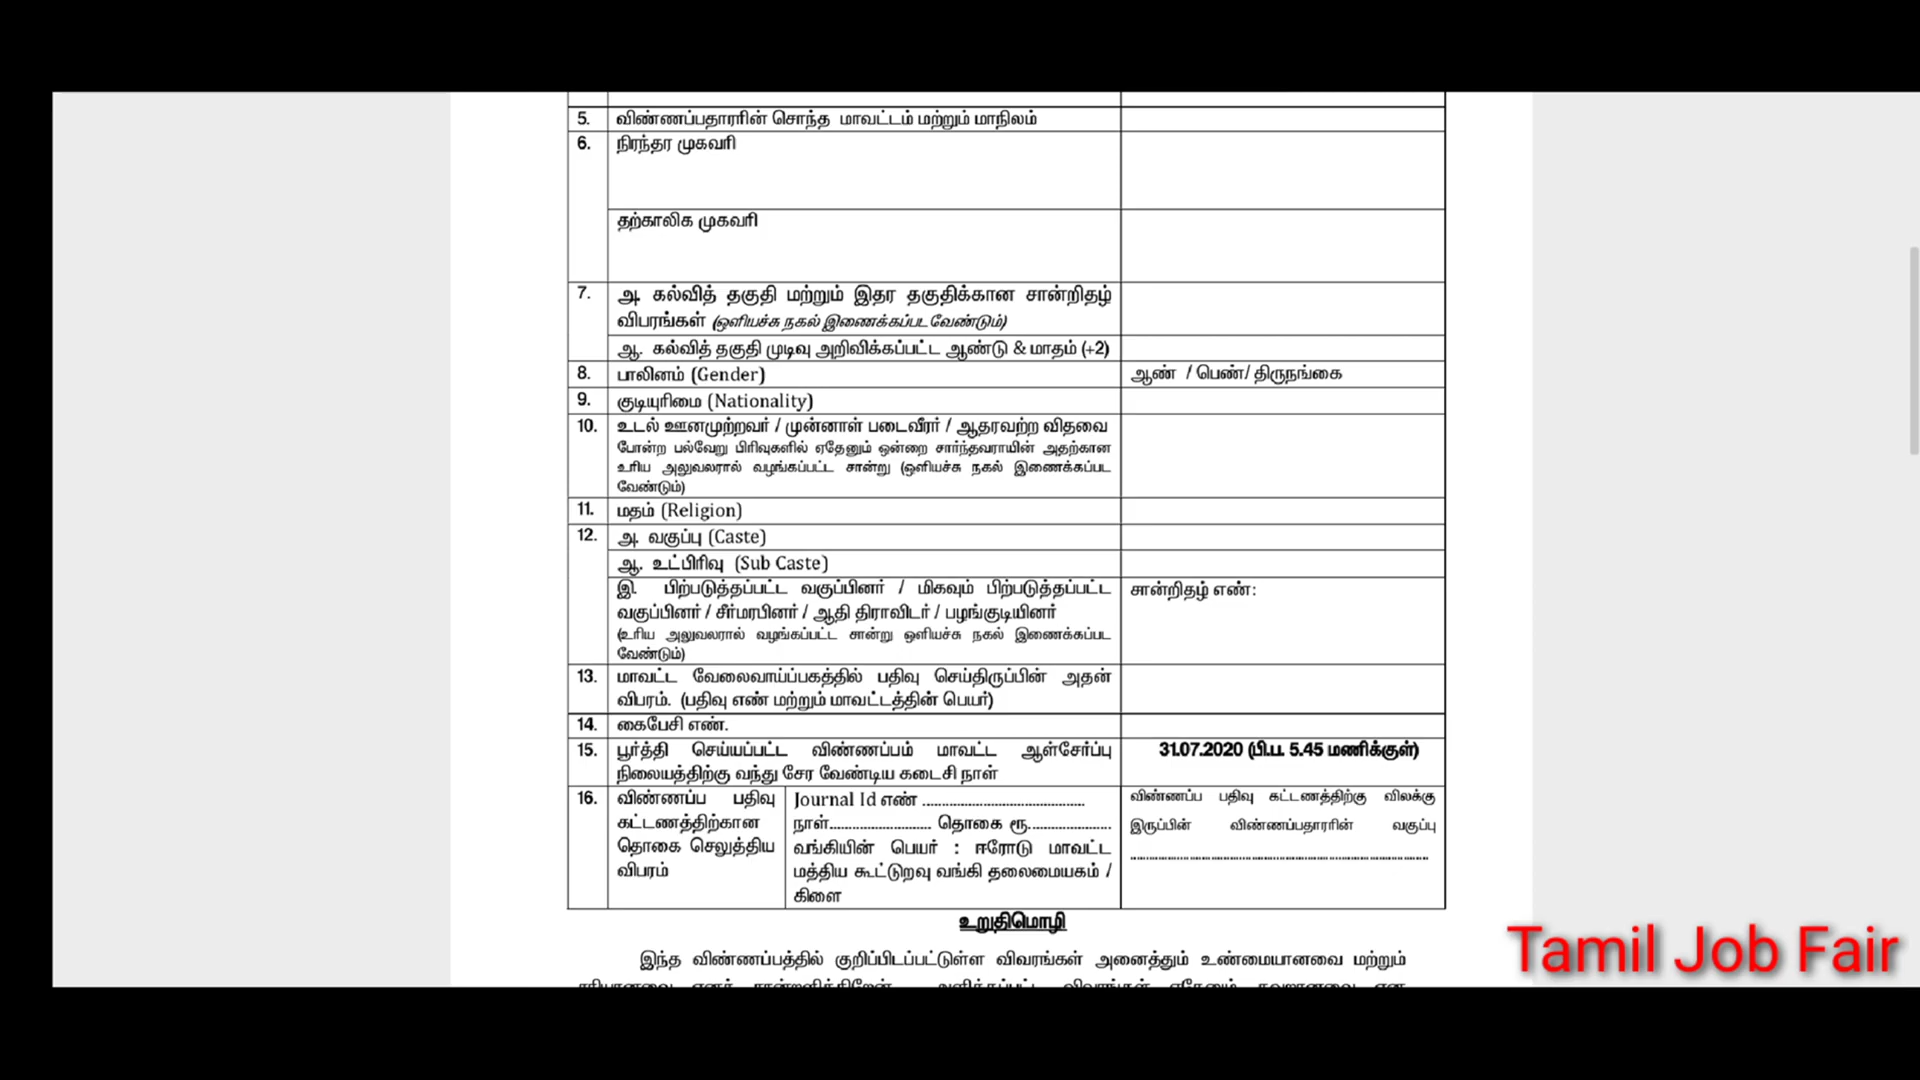 5. விண்ணப்பதாரரின் சொந்த மாவட்டம் மற்றும் மாநிலம்
6. நிரந்தர முகவரி
தற்காலிக முகவரி
7. அ. கல்வித் தகுதி மற்றும் இதர தகுதிக்கான சான்றிதழ்
விபரங்கள் (ஒளியச்சு நகல் இணைக்கப்பட வேண்டும்)
ஆ. கல்வித் தகுதி முடிவு அறிவிக்கப்பட்ட ஆண்டு & மாதம் (+2)
8. பாலினம் (Gender) ஆண் / பெண்/ திருநங்கை
9. குடியுரிமை (Nationality)
10. உடல் ஊனமுற்றவர் / முன்னாள் படைவீரர் / ஆதரவற்ற விதவை
போன்ற பல்வேறு பிரிவுகளில் ஏதேனும் ஒன்றை சார்ந்தவராயின் அதற்கான
உரிய அலுவலரால் வழங்கப்பட்ட சான்று (ஒளியச்சு நகல் இணைக்கப்பட
வேண்டும்)
11. மதம் (Religion)
12. அ. வகுப்பு (Caste)
ஆ. உட்பிரிவு (Sub Caste)
இ. பிற்படுத்தப்பட்ட வகுப்பினர் / மிகவும் பிற்படுத்தப்பட்ட சான்றிதழ் எண்:
வகுப்பினர் / சீர்மரபினர் / ஆதி திராவிடர் / பழங்குடியினர்
(உரிய அலுவலரால் வழங்கப்பட்ட சான்று ஒளியச்சு நகல் இணைக்கப்பட
வேண்டும்)
13. மாவட்ட வேலைவாய்ப்பகத்தில் பதிவு செய்திருப்பின் அதன்
விபரம். (பதிவு எண் மற்றும் மாவட்டத்தின் பெயர்)
14. கைபேசி எண்.
15. பூர்த்தி செய்யப்பட்ட விண்ணப்பம் மாவட்ட ஆள்சேர்ப்பு 31.07.2020 (பி.ப. 5.45 மணிக்குள்)
நிலையத்திற்கு வந்து சேர வேண்டிய கடைசி நாள்
16. விண்ணப்ப பதிவு
கட்டணத்திற்கான
தொகை செலுத்திய
விபரம்
Journal Id எண் ..........................................
நாள்.......................... தொகை ரூ......................
வங்கியின் பெயர் : ஈரோடு மாவட்ட
மத்திய கூட்டுறவு வங்கி தலைமையகம் /
கிளை
விண்ணப்ப பதிவு கட்டணத்திற்கு விலக்கு
இருப்பின் விண்ணப்பதாரரின் வகுப்பு
..........................................................................
உறுதிமொழி
இந்த விண்ணப்பத்தில் குறிப்பிடப்பட்டுள்ள விவரங்கள் அனைத்தும் உண்மையானவை மற்றும்
Tamil Job Fair